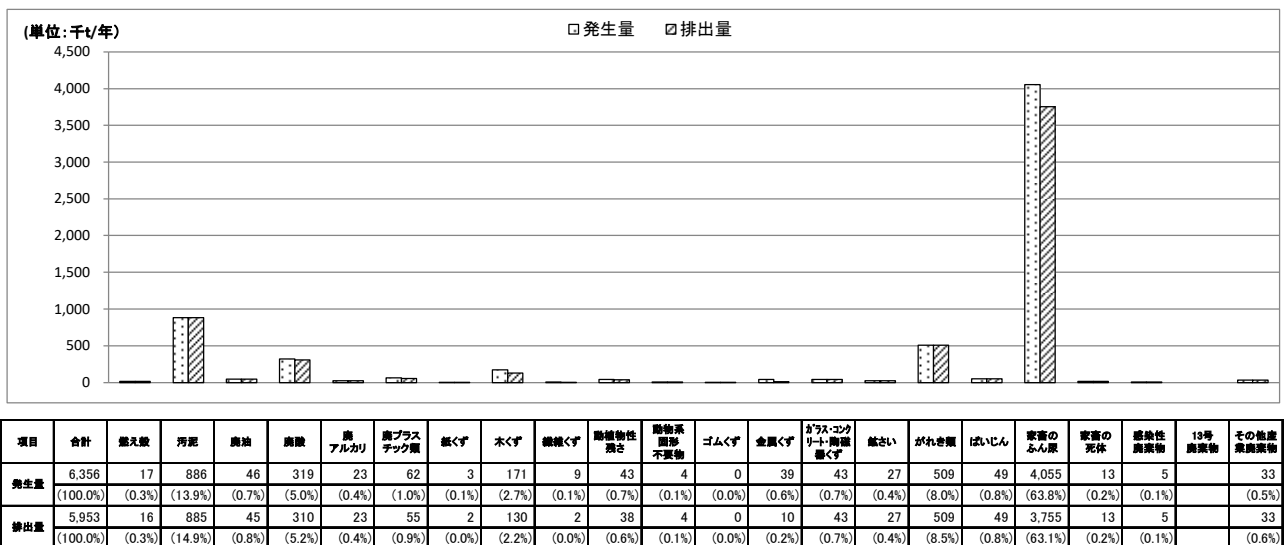 (単位：千t/年)
発生量 排出量
4,500
4,000
3,500
3,000
2,500
2,000
1,500
1,000
500
0
項目 合計 燃え殻 汚泥 廃油 廃酸 廃アルカリ 廃プラスチック類 紙くず 木くず 繊維くず 動植物性残さ 動物系固形不要物 ゴムくず 金属くず ガラス・コンクリート・陶磁器くず 鉱さい がれき類 ばいじん 家畜のふん尿 家畜の死体 感染性廃棄物 13号廃棄物 その他産業廃棄物
発生量 6,356 17 886 46 319 23 62 3 171 9 43 4 0 39 43 27 509 49 4,055 13 5 33
(100.0%) (0.3%) (13.9%) (0.7%) (5.0%) (0.4%) (1.0%) (0.1%) (2.7%) (0.1%) (0.7%) (0.1%) (0.0%) (0.6%) (0.7%) (0.4%) (8.0%) (0.8%) (63.8%) (0.2%) (0.1%) (0.5%)
排出量 5,953 16 885 45 310 23 55 2 130 2 38 4 0 10 43 27 509 49 3,755 13 5 33
(100.0%) (0.3%) (14.9%) (0.8%) (5.2%) (0.4%) (0.9%) (0.0%) (2.2%) (0.0%) (0.6%) (0.1%) (0.0%) (0.2%) (0.7%) (0.4%) (8.5%) (0.8%) (63.1%) (0.2%) (0.1%) (0.6%)